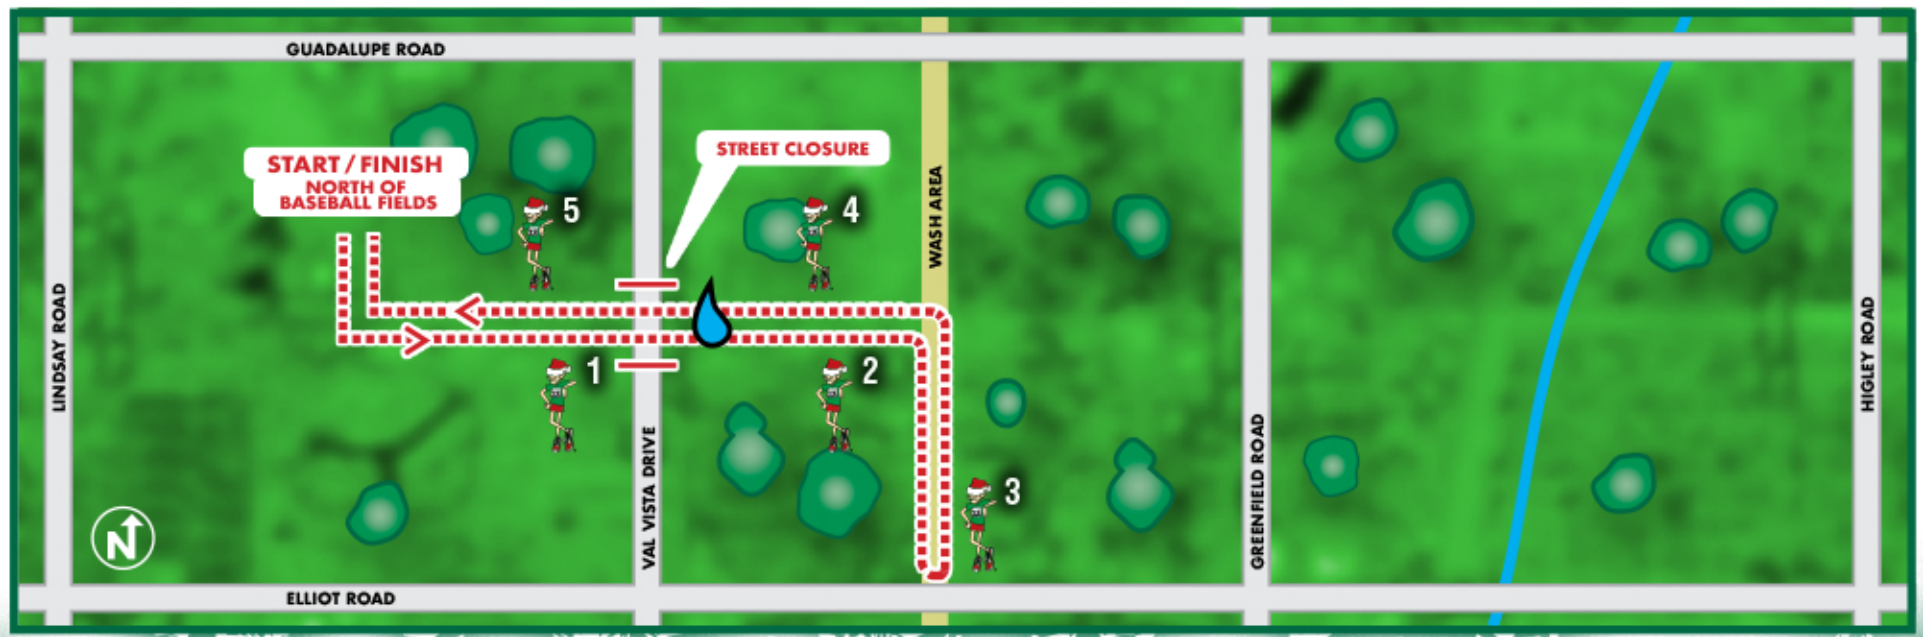 GUADALUPE ROAD
START / FINISH
NORTH OF
BASEBALL FIELDS
STREET CLOSURE
5
4
WASH AREA
LINDSAY ROAD
HIGLEY ROAD
1
2
VAL VISTA DRIVE
GREENFIELD ROAD
3
N
ELLIOT ROAD